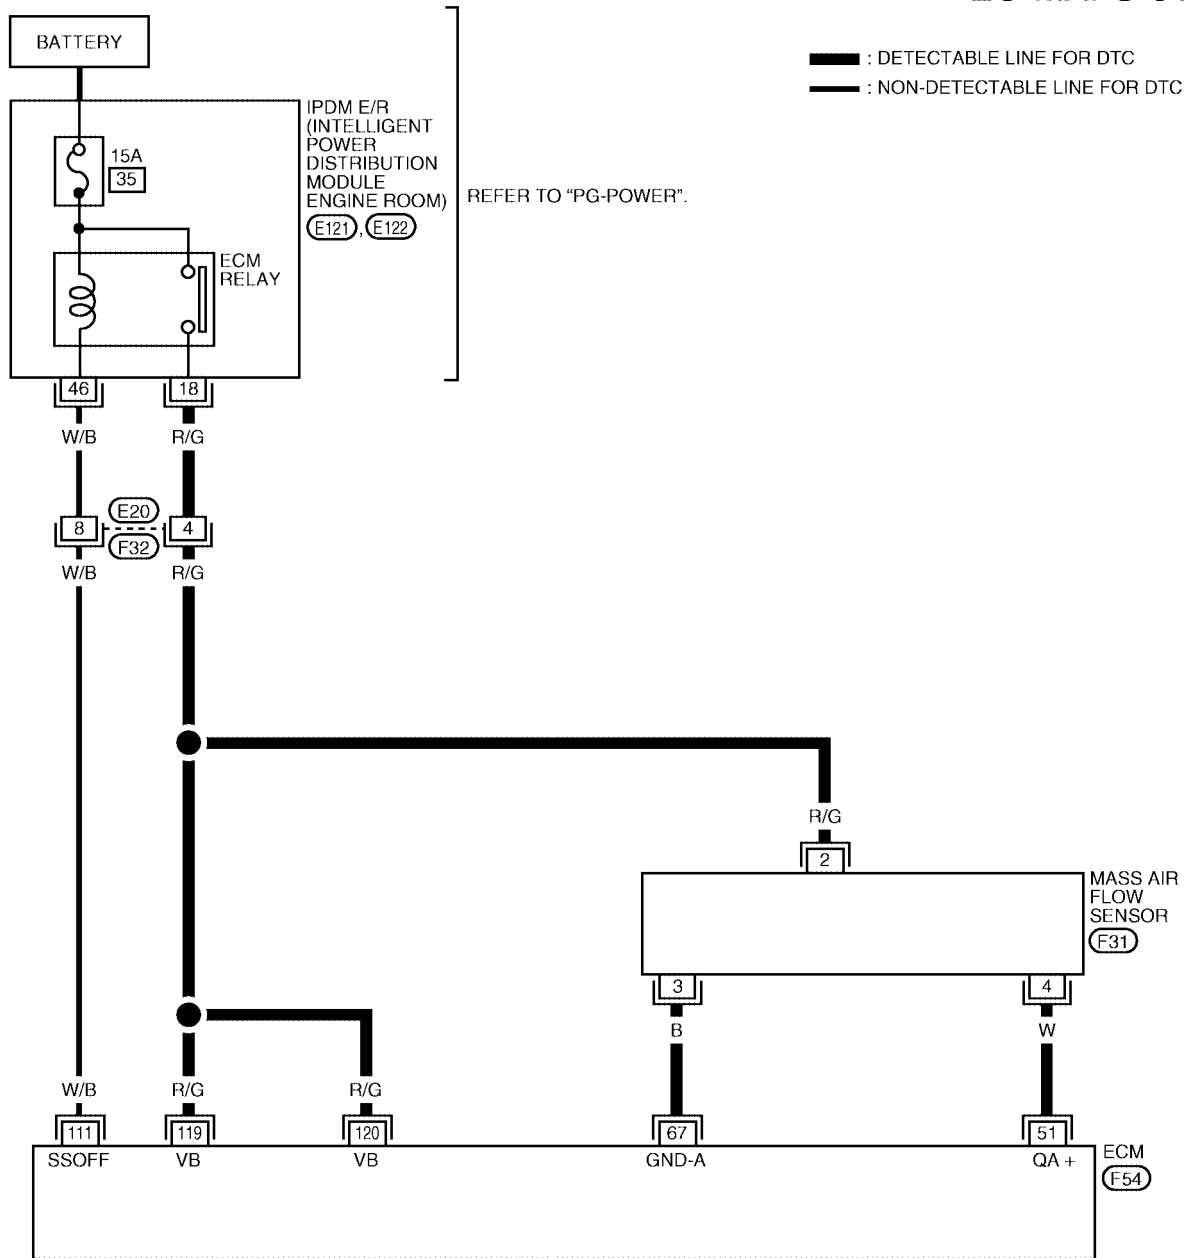 BATTERY
: DETECTABLE LINE FOR DTC
: NON-DETECTABLE LINE FOR DTC
IPDM E/R
(INTELLIGENT
POWER
DISTRIBUTION
MODULE
ENGINE ROOM)
E121 , E122
15A
35
REFER TO “PG-POWER”.
ECM
RELAY
46 18
W/B R/G
E20
8 4
F32
W/B R/G
R/G
2
MASS AIR
FLOW
SENSOR
F31
3 4
B W
W/B R/G R/G
111 119 120 67 51
SSOFF VB VB GND-A QA +
ECM
F54